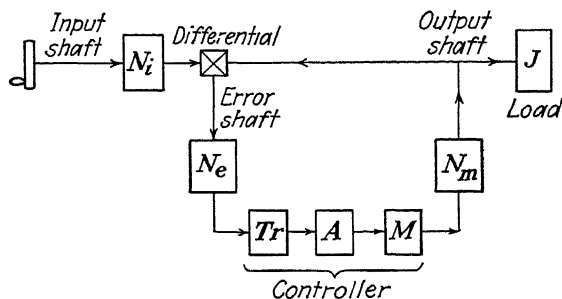 Input
shaft
N_i
Differential
Output
shaft
J
Load
Error
shaft
N_e
N_m
Tr
A
M
Controller